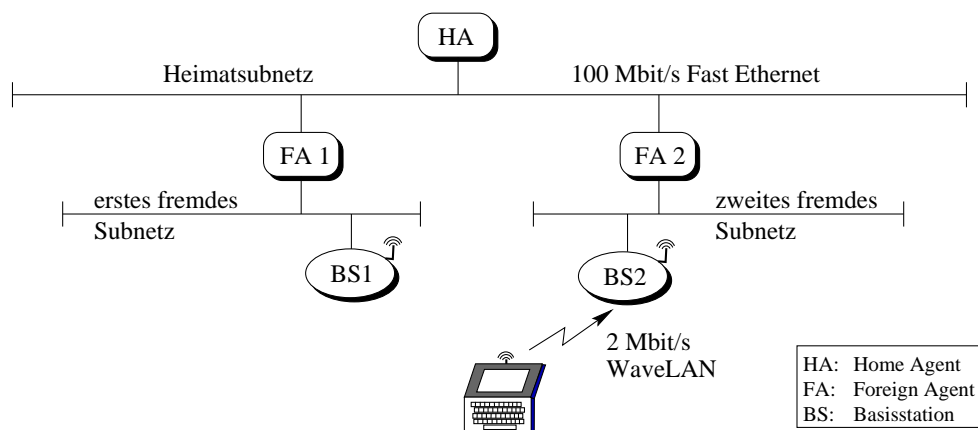 HA
Heimatsubnetz
100 Mbit/s Fast Ethernet
FA 1
FA 2
erstes fremdes
Subnetz
zweites fremdes
Subnetz
BS1
BS2
2 Mbit/s
WaveLAN
HA: Home Agent
FA: Foreign Agent
BS: Basisstation